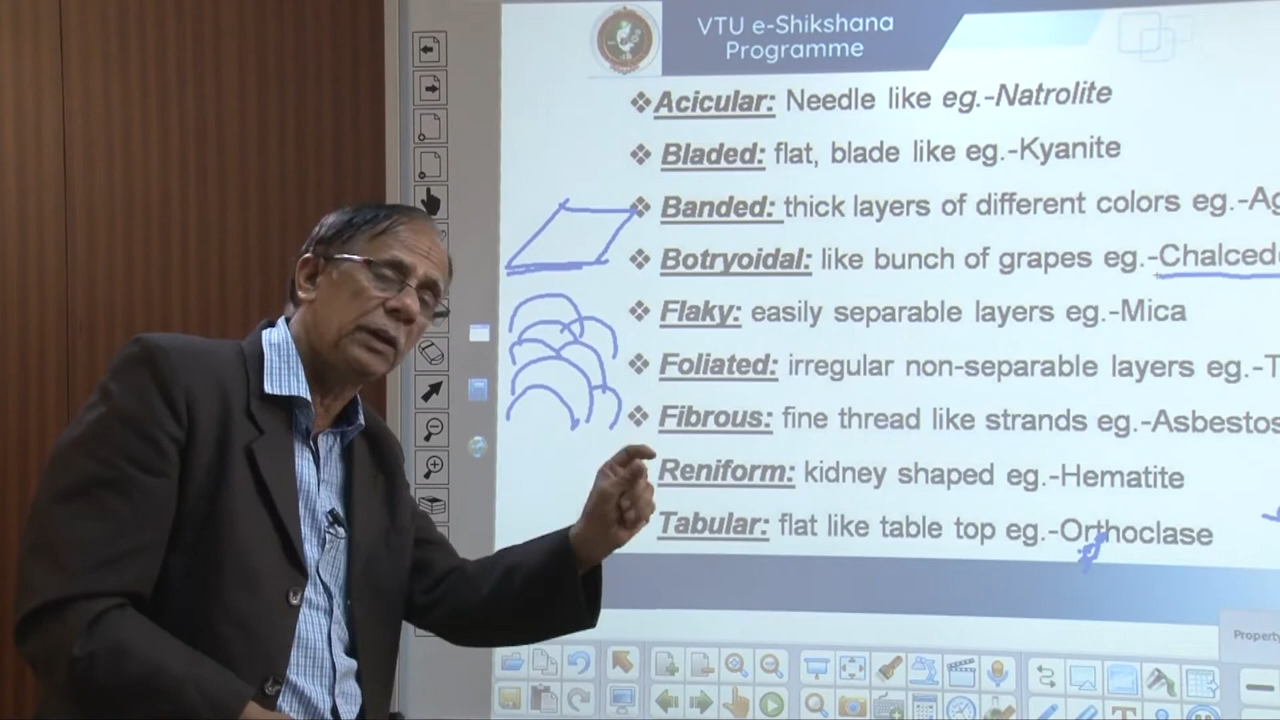 VTU e-Shikshana
Programme
❖Acicular: Needle like eg.-Natrolite
❖ Bladed: flat, blade like eg.-Kyanite
❖ Banded: thick layers of different colors eg.-Ag
❖ Botryoidal: like bunch of grapes eg.-Chalced
❖ Flaky: easily separable layers eg.-Mica
❖ Foliated: irregular non-separable layers eg.-T
❖ Fibrous: fine thread like strands eg.-Asbestos
Reniform: kidney shaped eg.-Hematite
Tabular: flat like table top eg.-Orthoclase
Property